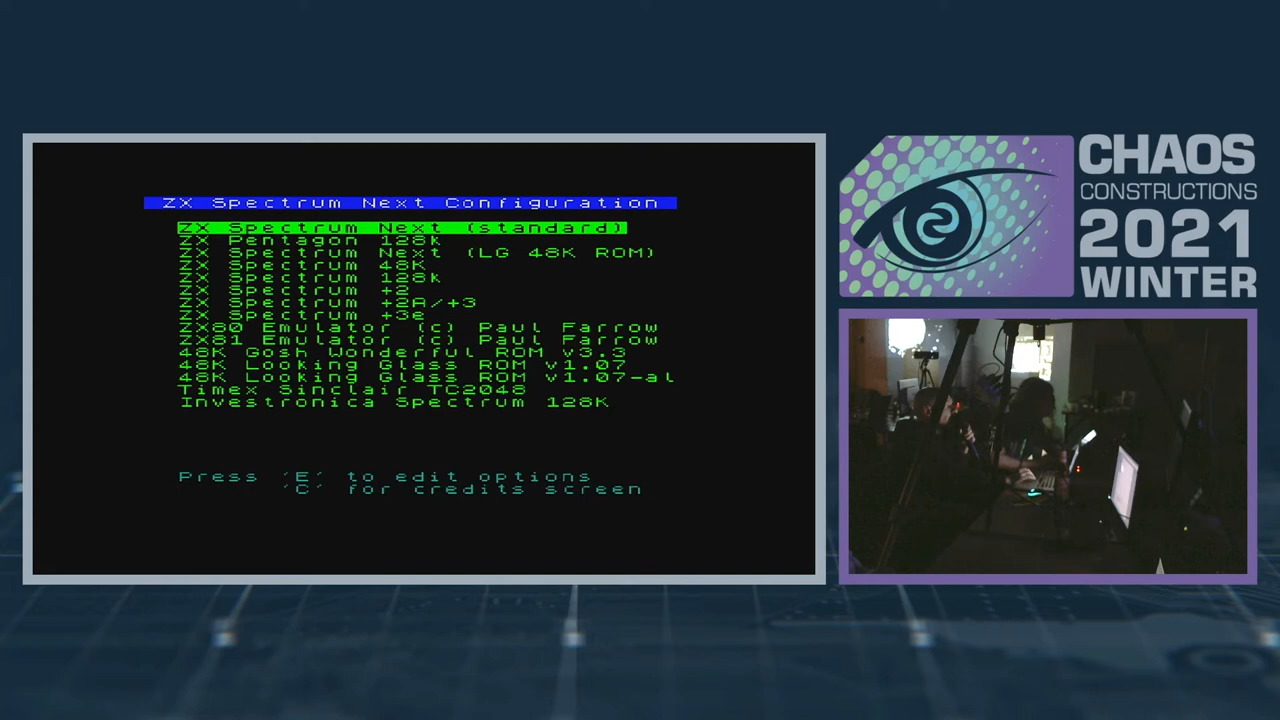 ZX Spectrum Next Configuration
ZX Spectrum Next (standard)
ZX Pentagon 128k
ZX Spectrum Next (LG 48K ROM)
ZX Spectrum 48K
ZX Spectrum 128k
ZX Spectrum +2
ZX Spectrum +2A/+3
ZX Spectrum +3e
ZX80 Emulator (c) Paul Farrow
ZX81 Emulator (c) Paul Farrow
48K Gosh Wonderful ROM v3.3
48K Looking Glass ROM v1.07
48K Looking Glass ROM v1.07-al
Timex Sinclair TC2048
Investronica Spectrum 128K
Press 'E' to edit options
'C' for credits screen
CHAOS
CONSTRUCTIONS
2021
WINTER